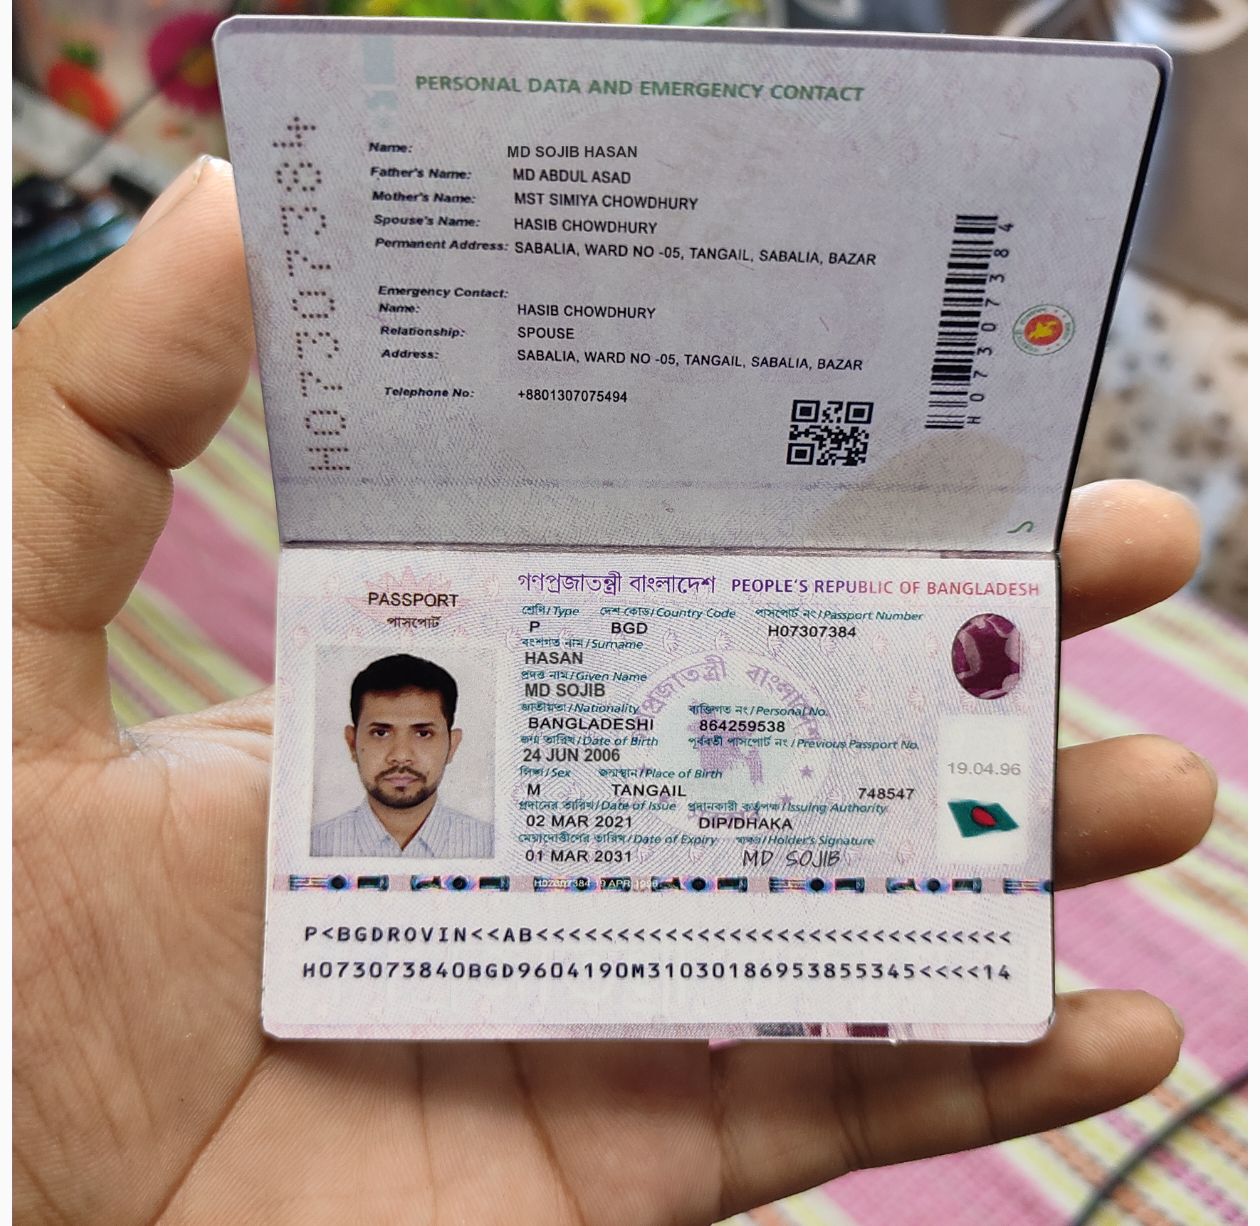 PERSONAL DATA AND EMERGENCY CONTACT
Name: MD SOJIB HASAN
Father's Name: MD ABDUL ASAD
Mother's Name: MST SIMIYA CHOWDHURY
Spouse's Name: HASIB CHOWDHURY
Permanent Address: SABALIA, WARD NO -05, TANGAIL, SABALIA, BAZAR
Emergency Contact:
Name: HASIB CHOWDHURY
Relationship: SPOUSE
Address: SABALIA, WARD NO -05, TANGAIL, SABALIA, BAZAR
Telephone No: +8801307075494
H07307384
H07307384
গণপ্রজাতন্ত্রী বাংলাদেশ PEOPLE'S REPUBLIC OF BANGLADESH
PASSPORT
পাসপোর্ট
শ্রেণি/Type দেশ কোড/Country Code পাসপোর্ট নং/Passport Number
P BGD H07307384
বংশগত নাম/Surname
HASAN
প্রদত্ত নাম/Given Name
MD SOJIB
জাতীয়তা/Nationality ব্যক্তিগত নং/Personal No.
BANGLADESHI 864259538
জন্ম তারিখ/Date of Birth পূর্ববর্তী পাসপোর্ট নং/Previous Passport No.
24 JUN 2006
লিঙ্গ/Sex জন্মস্থান/Place of Birth
M TANGAIL 748547
প্রদানের তারিখ/Date of Issue প্রদানকারী কর্তৃপক্ষ/Issuing Authority
02 MAR 2021 DIP/DHAKA
মেয়াদোত্তীর্ণের তারিখ/Date of Expiry স্বাক্ষর/Holder's Signature
01 MAR 2031 MD SOJIB
19.04.96
H07307384 19 APR 1996
P<BGDROVIN<<AB<<<<<<<<<<<<<<<<<<<<<<<<<<<<<<
H073073840BGD9604190M31030186953855345<<<<14